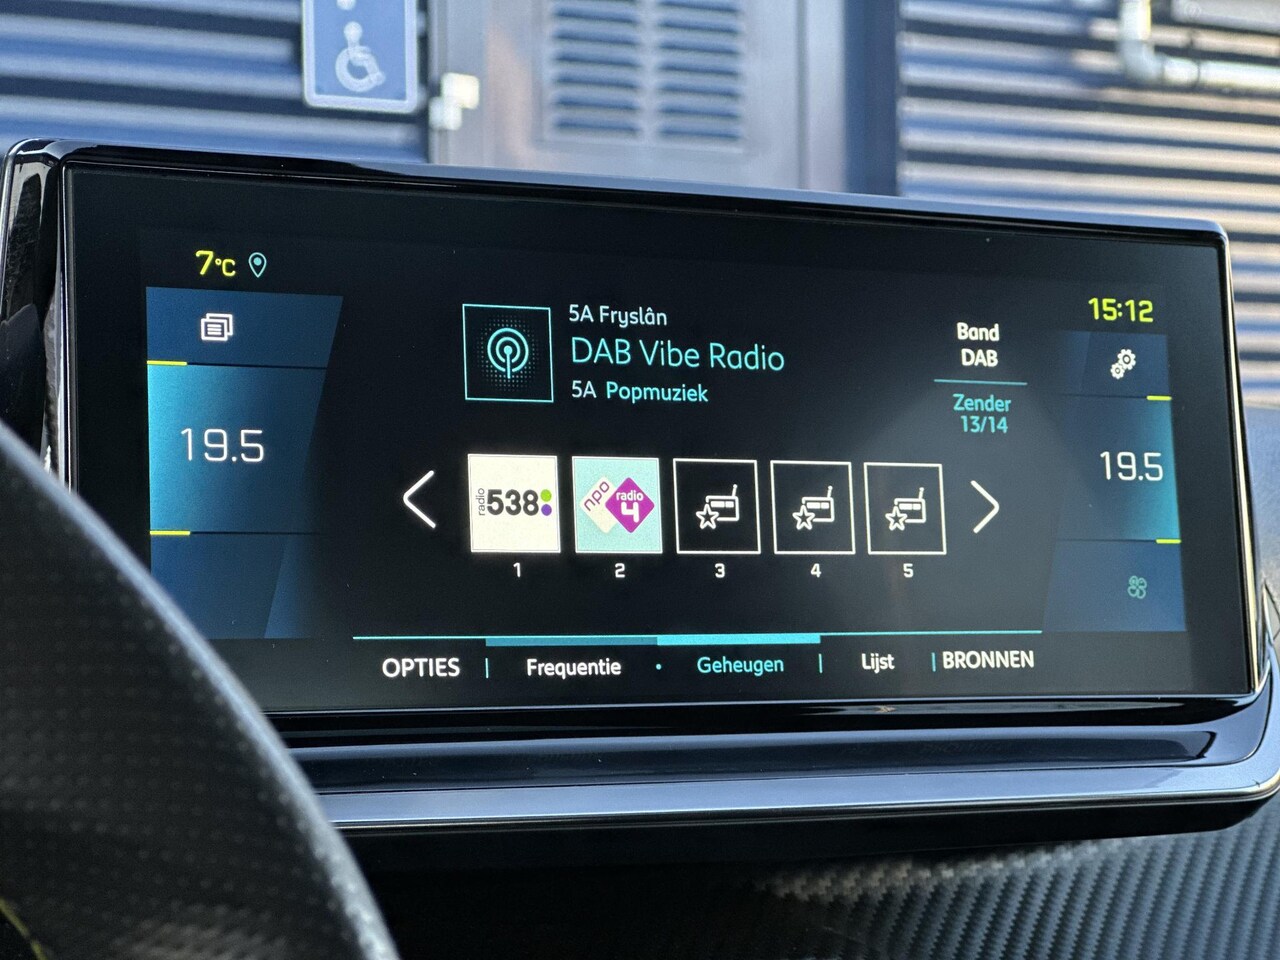 7°C
15:12
5A Fryslân
DAB Vibe Radio
5A Popmuziek
Band
DAB
Zender
13/14
19.5
19.5
radio 538
npo radio 4
1
2
3
4
5
OPTIES | Frequentie • Geheugen | Lijst | BRONNEN